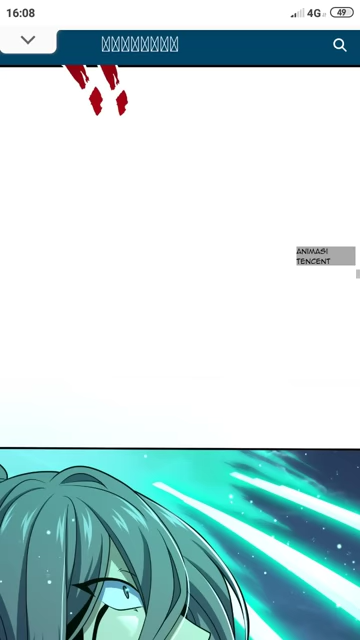 16:08
4G
49
ANIMASI
TENCENT